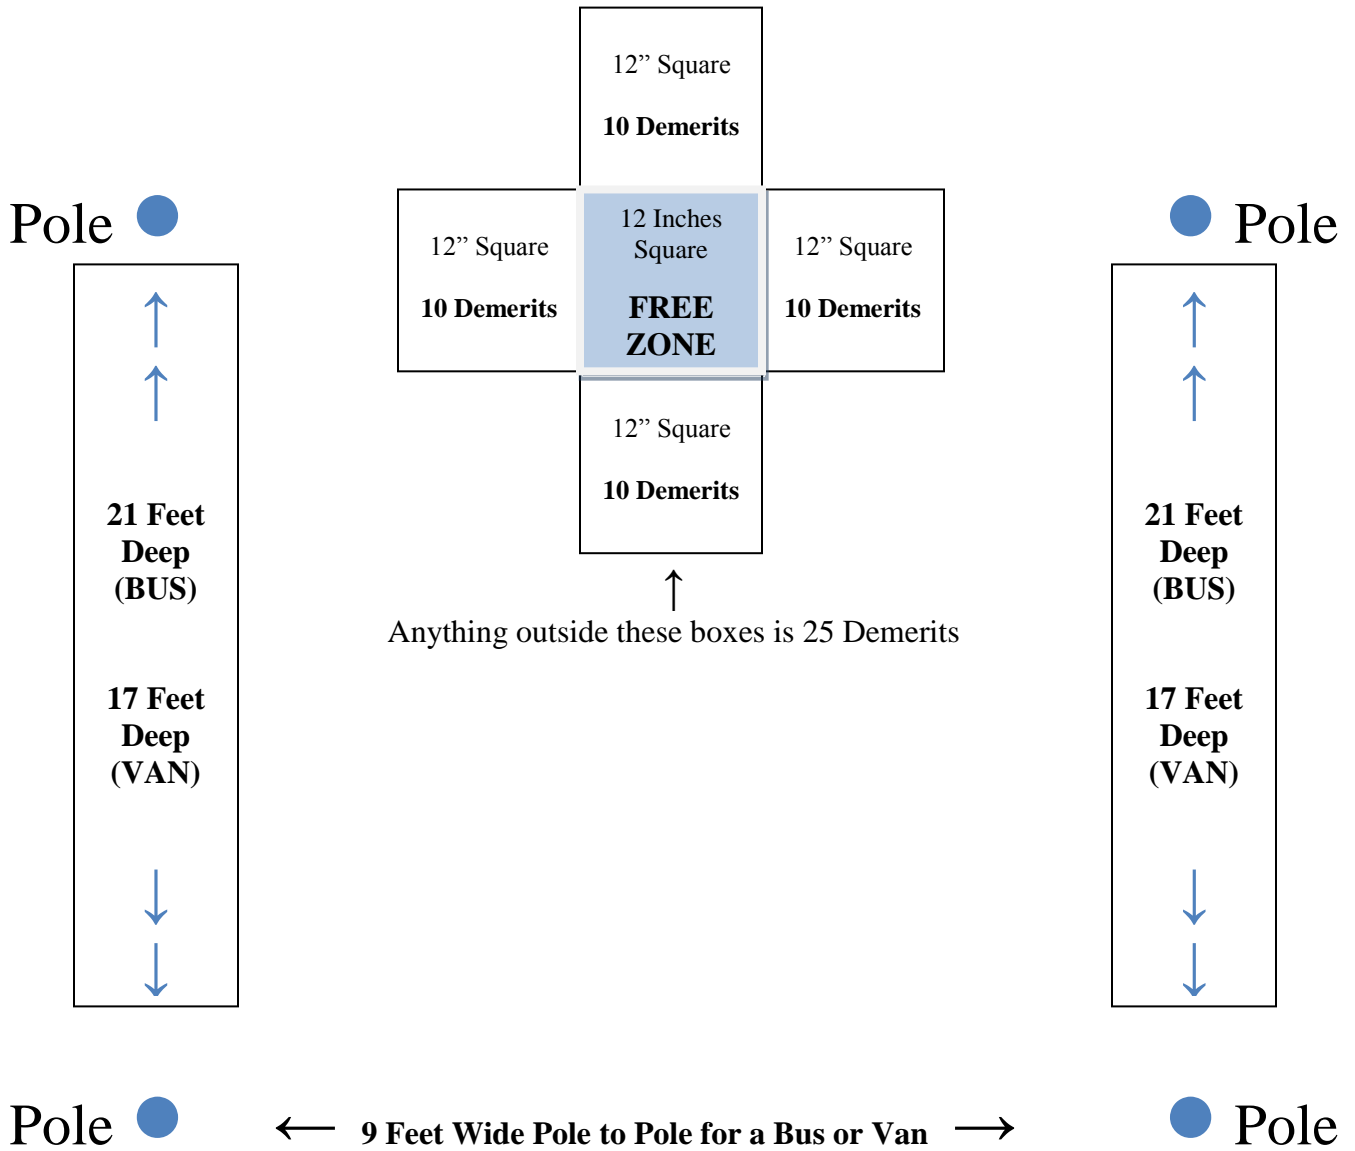 12” Square
10 Demerits
Pole
12” Square
10 Demerits
12 Inches
Square
FREE
ZONE
12” Square
10 Demerits
Pole
12” Square
10 Demerits
21 Feet
Deep
(BUS)
17 Feet
Deep
(VAN)
↑
Anything outside these boxes is 25 Demerits
21 Feet
Deep
(BUS)
17 Feet
Deep
(VAN)
Pole
← 9 Feet Wide Pole to Pole for a Bus or Van →
Pole